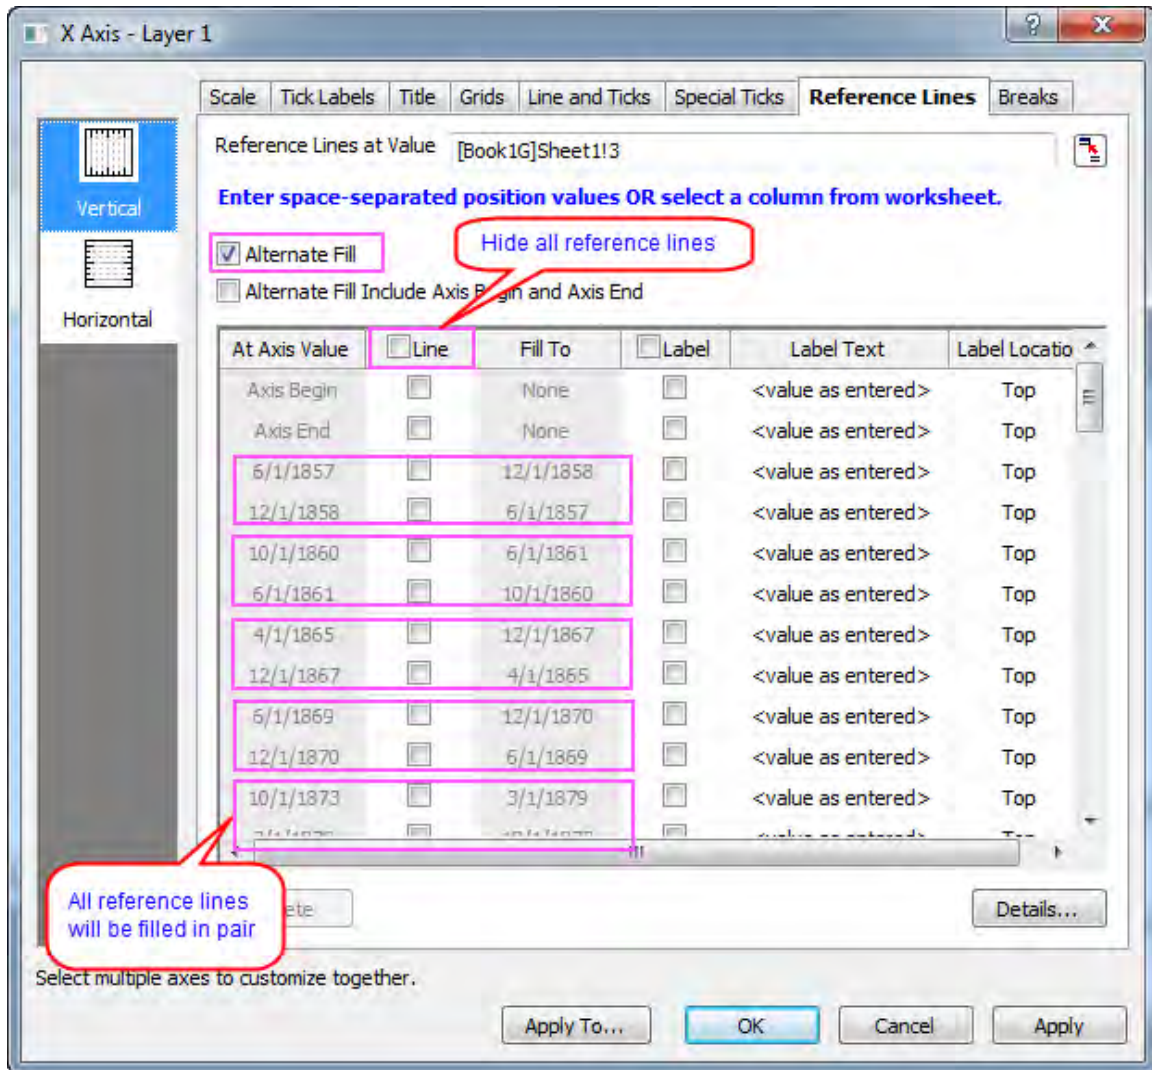 X Axis - Layer 1
Scale Tick Labels Title Grids Line and Ticks Special Ticks Reference Lines Breaks
Reference Lines at Value [Book1G]Sheet1!3
Enter space-separated position values OR select a column from worksheet.
Vertical
Horizontal
Alternate Fill
Hide all reference lines
Alternate Fill Include Axis Begin and Axis End
At Axis Value Line Fill To Label Label Text Label Locatio
Axis Begin None <value as entered> Top
Axis End None <value as entered> Top
6/1/1857 12/1/1858 <value as entered> Top
12/1/1858 6/1/1857 <value as entered> Top
10/1/1860 6/1/1861 <value as entered> Top
6/1/1861 10/1/1860 <value as entered> Top
4/1/1865 12/1/1867 <value as entered> Top
12/1/1867 4/1/1865 <value as entered> Top
6/1/1869 12/1/1870 <value as entered> Top
12/1/1870 6/1/1869 <value as entered> Top
10/1/1873 3/1/1879 <value as entered> Top
All reference lines
will be filled in pair
Details...
Select multiple axes to customize together.
Apply To... OK Cancel Apply